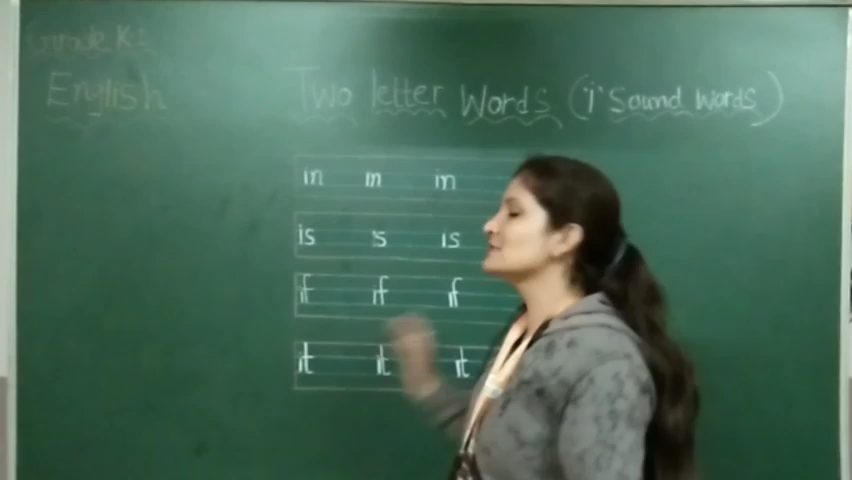 Grade K-2
English
Two letter Words ('i' Sound Words)
in in in
is is is
if if if
it it it